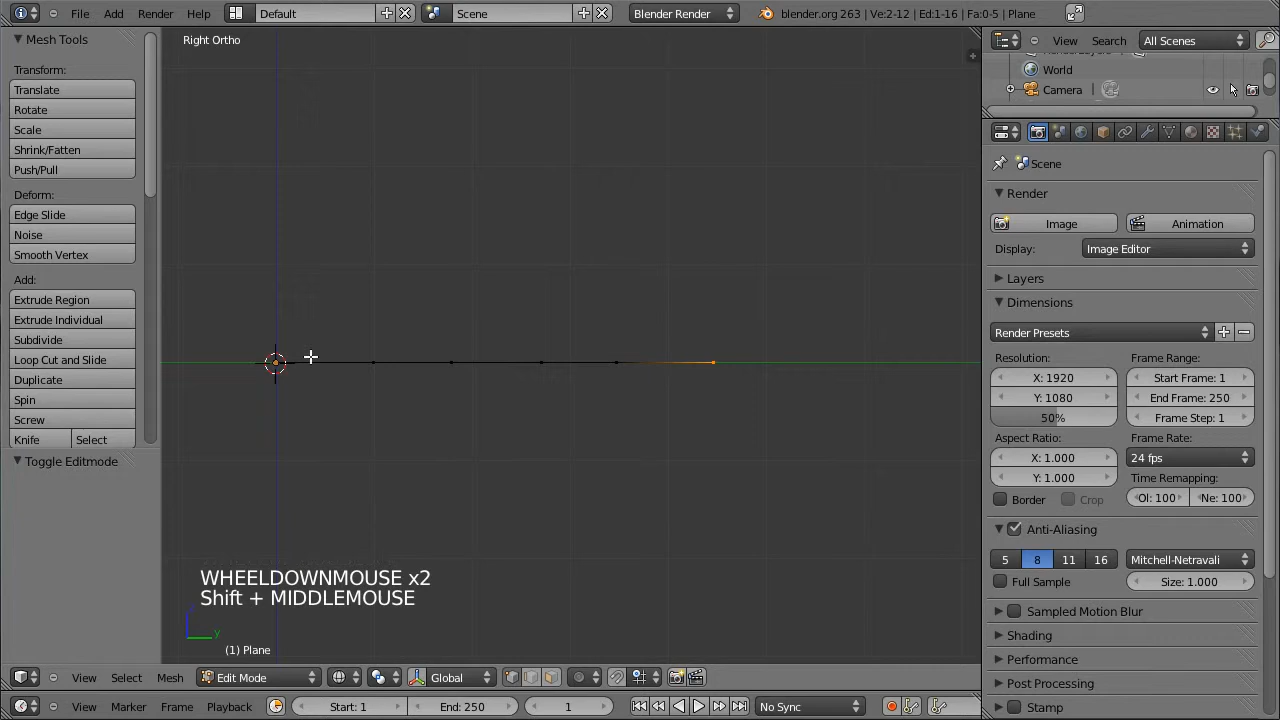 File Add Render Help Default Scene Blender Render blender.org 263 | Ve:2-12 | Ed:1-16 | Fa:0-5 | Plane
Mesh Tools
Transform:
Translate
Rotate
Scale
Shrink/Fatten
Push/Pull
Deform:
Edge Slide
Noise
Smooth Vertex
Add:
Extrude Region
Extrude Individual
Subdivide
Loop Cut and Slide
Duplicate
Spin
Screw
Knife Select
Toggle Editmode
Right Ortho
WHEELDOWNMOUSE x2
Shift + MIDDLEMOUSE
y
(1) Plane
View Select Mesh Edit Mode Global
View Marker Frame Playback Start: 1 End: 250 1 No Sync
View Search All Scenes
World
Camera
Scene
Render
Image Animation
Display: Image Editor
Layers
Dimensions
Render Presets
Resolution: Frame Range:
X: 1920 Start Frame: 1
Y: 1080 End Frame: 250
50% Frame Step: 1
Aspect Ratio: Frame Rate:
X: 1.000 24 fps
Y: 1.000 Time Remapping:
Border Crop Ol: 100 Ne: 100
Anti-Aliasing
5 8 11 16 Mitchell-Netravali
Full Sample Size: 1.000
Sampled Motion Blur
Shading
Performance
Post Processing
Stamp